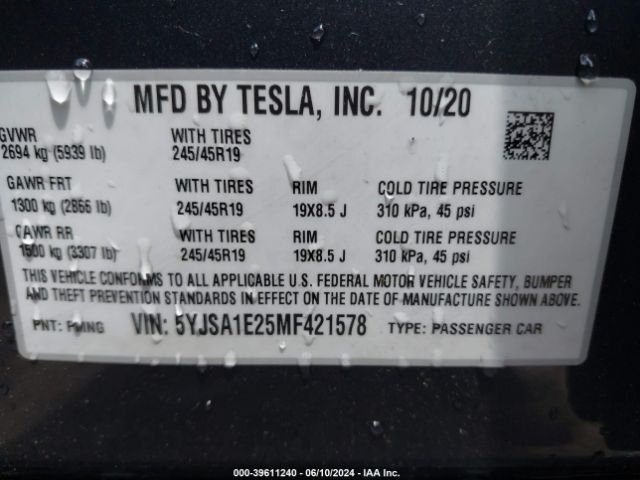 MFD BY TESLA, INC. 10/20
GVWR WITH TIRES
2694 kg (5939 lb) 245/45R19
GAWR FRT WITH TIRES RIM COLD TIRE PRESSURE
1300 kg (2866 lb) 245/45R19 19X8.5 J 310 kPa, 45 psi
GAWR RR WITH TIRES RIM COLD TIRE PRESSURE
1500 kg (3307 lb) 245/45R19 19X8.5 J 310 kPa, 45 psi
THIS VEHICLE CONFORMS TO ALL APPLICABLE U.S. FEDERAL MOTOR VEHICLE SAFETY, BUMPER
AND THEFT PREVENTION STANDARDS IN EFFECT ON THE DATE OF MANUFACTURE SHOWN ABOVE.
PNT: PMNG VIN: 5YJSA1E25MF421578 TYPE: PASSENGER CAR
000-39611240 - 06/10/2024 - IAA Inc.